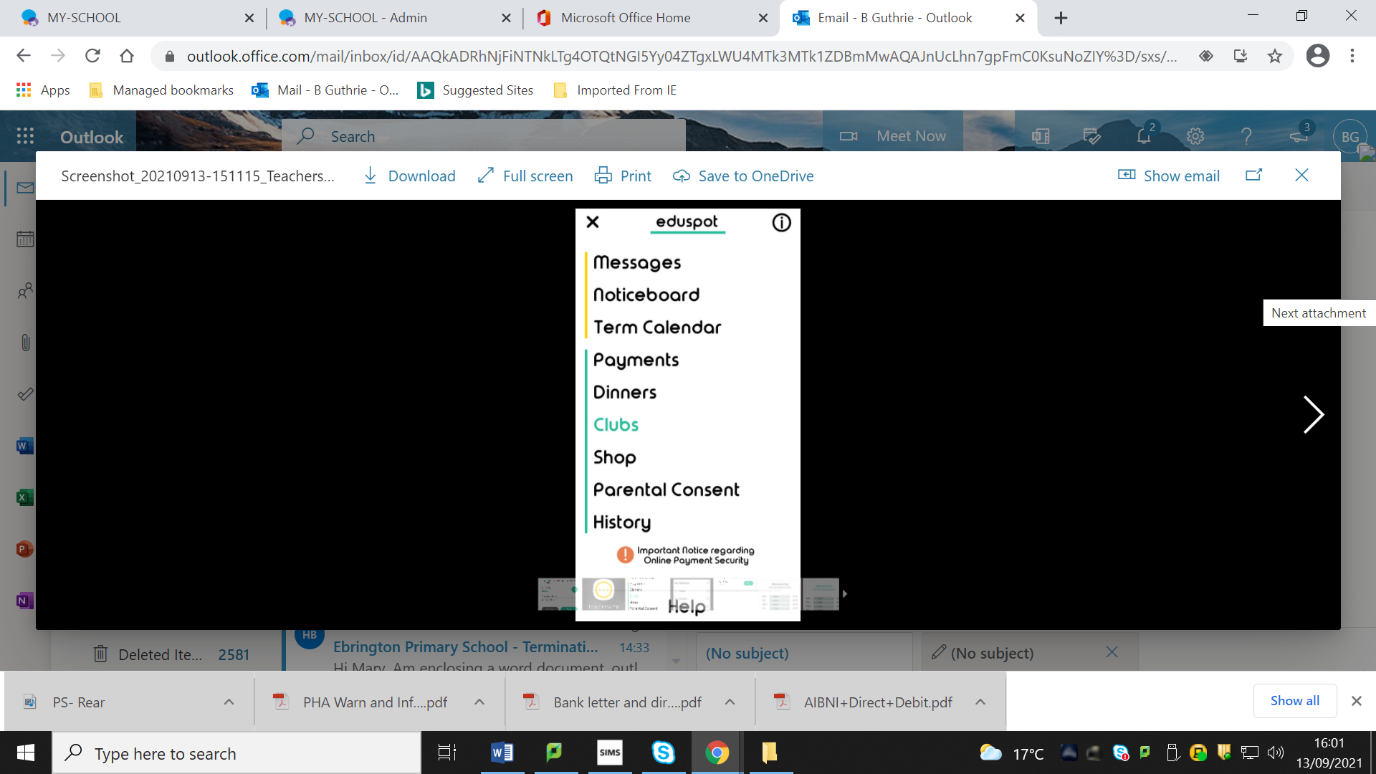 MY-SCHOOL
MY-SCHOOL - Admin
Microsoft Office Home
Email - B Guthrie - Outlook
outlook.office.com/mail/inbox/id/AAQkADRhNjFiNTNkLTg4OTQtNGI5Yy04ZTgxLWU4MTk3MTk1ZDBmMwAQAJnUcLhn7gpFmC0KsuNoZIY%3D/sxs/...
Apps Managed bookmarks Mail - B Guthrie - O... Suggested Sites Imported From IE
Outlook Search Meet Now 2 3 BG
Screenshot_20210913-151115_Teachers... Download Full screen Print Save to OneDrive Show email
eduspot
Messages
Noticeboard
Term Calendar
Next attachment
Payments
Dinners
Clubs
Shop
Parental Consent
History
Important Notice regarding
Online Payment Security
Help
HB Ebrington Primary School - Terminati... 14:33
Deleted Ite... 2581
(No subject) (No subject)
Hi Mary, Am enclosing a word document, outl
PS- Rear PHA Warn and Inf....pdf Bank letter and dir....pdf AIBNI+Direct+Debit.pdf Show all
Type here to search SIMS 17°C
16:01
13/09/2021